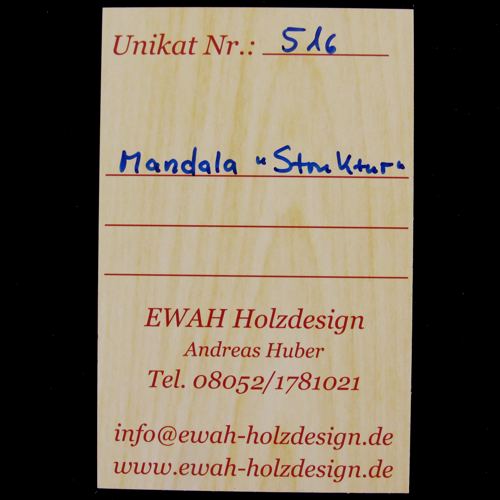 Unikat Nr.: 516
Mandala "Struktur"
EWAH Holzdesign
Andreas Huber
Tel. 08052/1781021
info@ewah-holzdesign.de
www.ewah-holzdesign.de